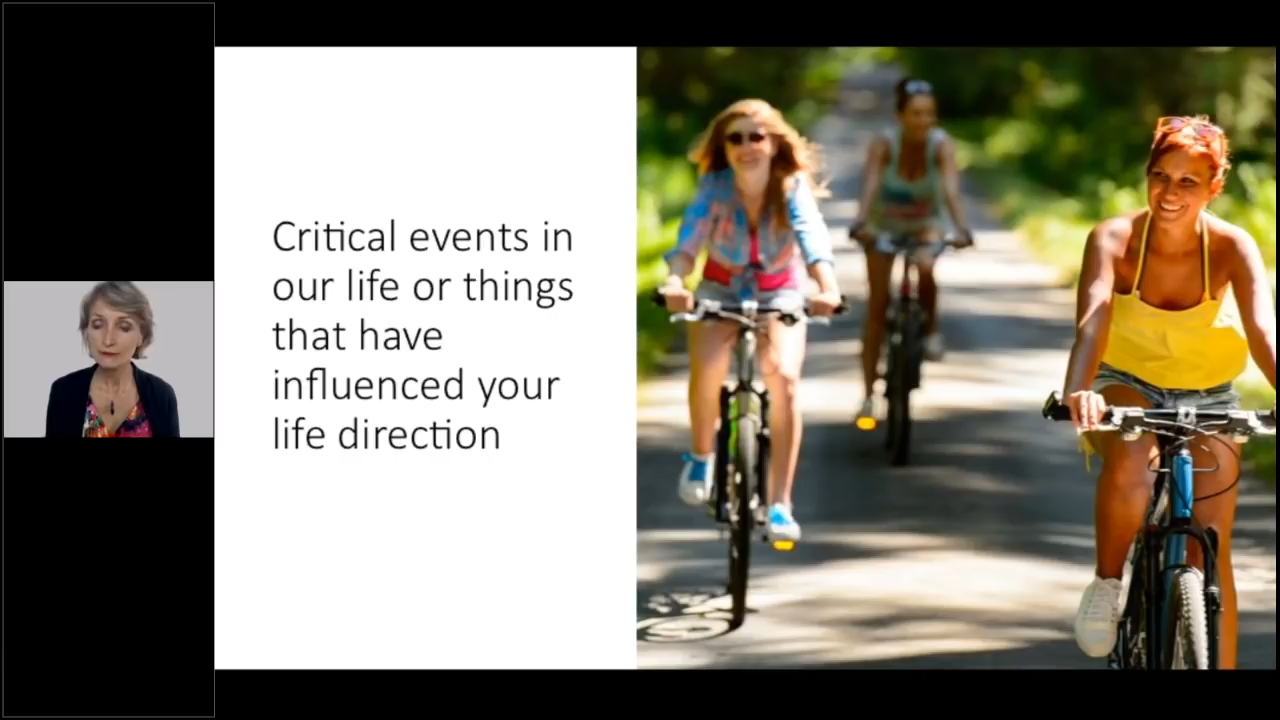 Critical events in
our life or things
that have
influenced your
life direction